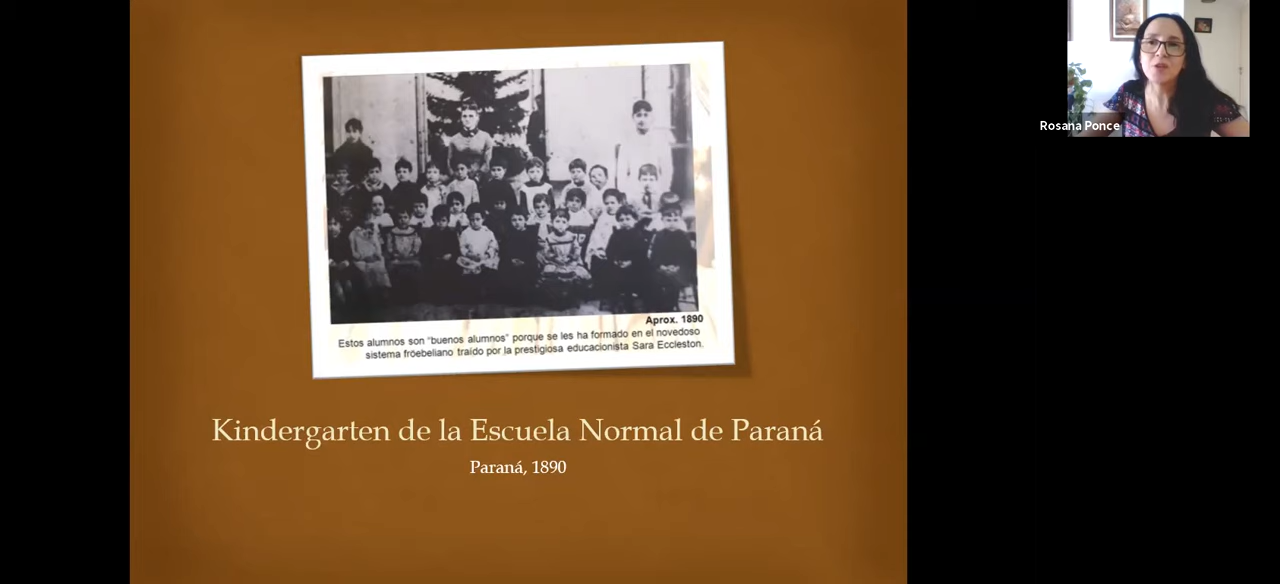 Rosana Ponce
Aprox. 1890
Estos alumnos son "buenos alumnos" porque se les ha formado en el novedoso
sistema fröebeliano traído por la prestigiosa educacionista Sara Eccleston.
Kindergarten de la Escuela Normal de Paraná
Paraná, 1890